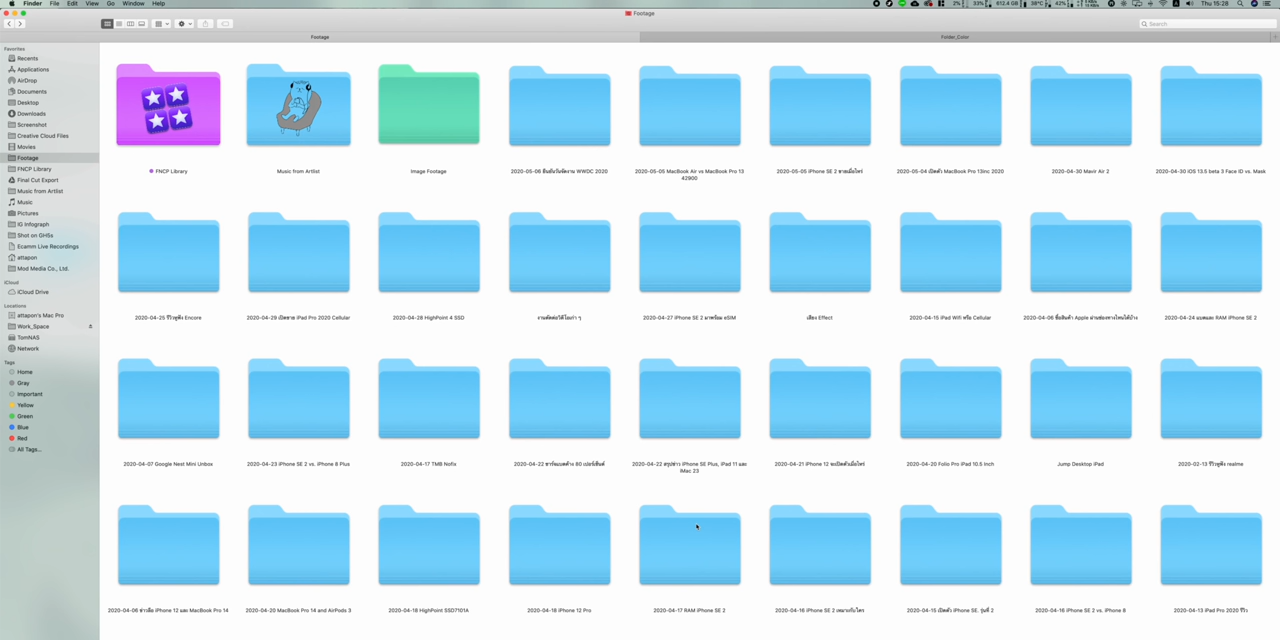 Finder File Edit View Go Window Help
2% 33% 612.4 GB 38°C 42% Thu 15:28
Footage
Search
Footage
Folder_Color
Favorites
Recents
Applications
AirDrop
Documents
Desktop
Downloads
Screenshot
Creative Cloud Files
Movies
Footage
FNCP Library
Final Cut Export
Music from Artlist
Music
Pictures
IG Infograph
Shot on GH5s
Ecamm Live Recordings
attapon
Mod Media Co., Ltd.
iCloud
iCloud Drive
Locations
attapon's Mac Pro
Work_Space
TomNAS
Network
Tags
Home
Gray
Important
Yellow
Green
Blue
Red
All Tags...
FNCP Library
Music from Artlist
Image Footage
2020-05-06 ยืนยันวันจัดงาน WWDC 2020
2020-05-05 MacBook Air vs MacBook Pro 13
42900
2020-05-05 iPhone SE 2 ขายเมื่อไหร่
2020-05-04 เปิดตัว MacBook Pro 13inc 2020
2020-04-30 Mavir Air 2
2020-04-30 iOS 13.5 beta 3 Face ID vs. Mask
2020-04-25 รีวิวหูฟัง Encore
2020-04-29 เปิดขาย iPad Pro 2020 Cellular
2020-04-28 HighPoint 4 SSD
งานตัดต่อวิดีโอเก่า ๆ
2020-04-27 iPhone SE 2 มาพร้อม eSIM
เสียง Effect
2020-04-15 iPad Wifi หรือ Cellular
2020-04-06 ซื้อสินค้า Apple ผ่านช่องทางไหนได้บ้าง
2020-04-24 แบตและ RAM iPhone SE 2
2020-04-07 Google Nest Mini Unbox
2020-04-23 iPhone SE 2 vs. iPhone 8 Plus
2020-04-17 TMB Nofix
2020-04-22 ชาร์จแบตค้าง 80 เปอร์เซ็นต์
2020-04-22 สรุปข่าว iPhone SE Plus, iPad 11 และ
iMac 23
2020-04-21 iPhone 12 จะเปิดตัวเมื่อไหร่
2020-04-20 Folio Pro iPad 10.5 inch
Jump Desktop iPad
2020-02-13 รีวิวหูฟัง realme
2020-04-06 ข่าวลือ iPhone 12 และ MacBook Pro 14
2020-04-20 MacBook Pro 14 and AirPods 3
2020-04-18 HighPoint SSD7101A
2020-04-18 iPhone 12 Pro
2020-04-17 RAM iPhone SE 2
2020-04-16 iPhone SE 2 เหมาะกับใคร
2020-04-15 เปิดตัว iPhone SE. รุ่นที่ 2
2020-04-16 iPhone SE 2 vs. iPhone 8
2020-04-13 iPad Pro 2020 รีวิว